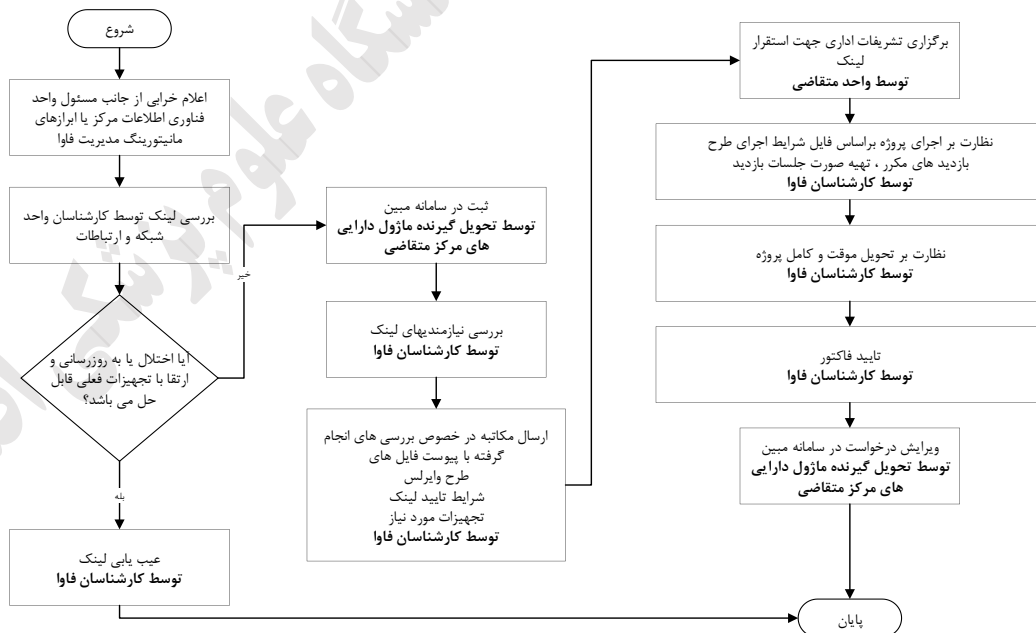 شروع
اعلام خرابی از جانب مسئول واحد
فناوری اطلاعات مرکز یا ابرازهای
مانیتورینگ مدیریت فاوا
بررسی لینک توسط کارشناسان واحد
شبکه و ارتباطات
آیا اختلال یا به روزرسانی و
ارتقا با تجهیزات فعلی قابل
حل می باشد؟
خیر
بله
عیب یابی لینک
توسط کارشناسان فاوا
ثبت در سامانه مبین
توسط تحویل گیرنده ماژول دارایی
های مرکز متقاضی
بررسی نیازمندیهای لینک
توسط کارشناسان فاوا
ارسال مکاتبه در خصوص بررسی های انجام
گرفته با پیوست فایل های
طرح وایرلس
شرایط تایید لینک
تجهیزات مورد نیاز
توسط کارشناسان فاوا
برگزاری تشریفات اداری جهت استقرار
لینک
توسط واحد متقاضی
نظارت بر اجرای پروژه براساس فایل شرایط اجرای طرح
بازدید های مکرر ، تهیه صورت جلسات بازدید
توسط کارشناسان فاوا
نظارت بر تحویل موقت و کامل پروژه
توسط کارشناسان فاوا
تایید فاکتور
توسط کارشناسان فاوا
ویرایش درخواست در سامانه مبین
توسط تحویل گیرنده ماژول دارایی
های مرکز متقاضی
پایان